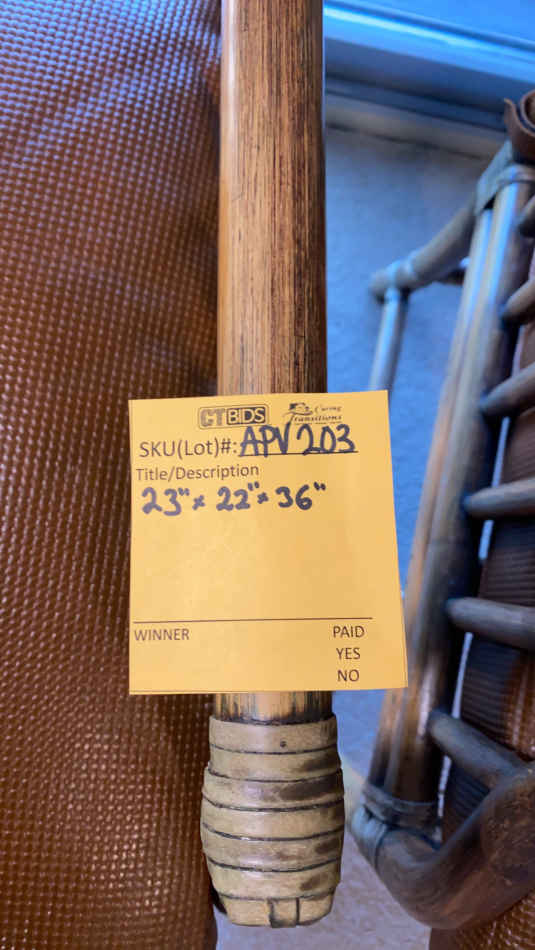 CTBIDS Caring Transitions
SKU(Lot)#: APV203
Title/Description
23" x 22" x 36"
WINNER PAID
YES
NO